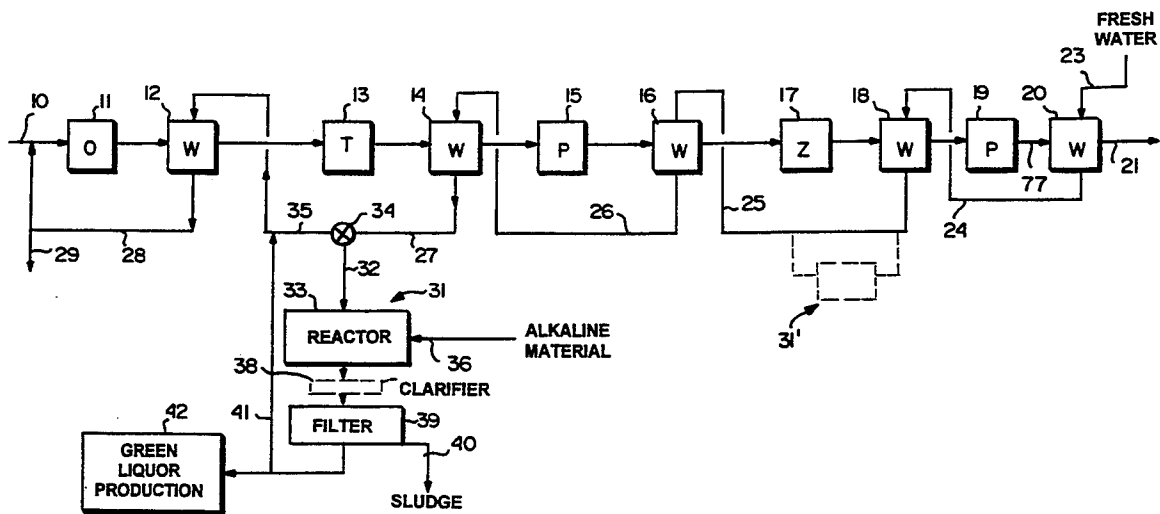 FRESH
WATER
23
10
11
12
13
14
15
16
17
18
19
20
O
W
T
W
P
W
Z
W
P
W
77
21
35
34
27
26
25
24
29
28
32
31
33
REACTOR
ALKALINE
MATERIAL
36
31'
38
CLARIFIER
41
FILTER
39
42
40
GREEN
LIQUOR
PRODUCTION
SLUDGE